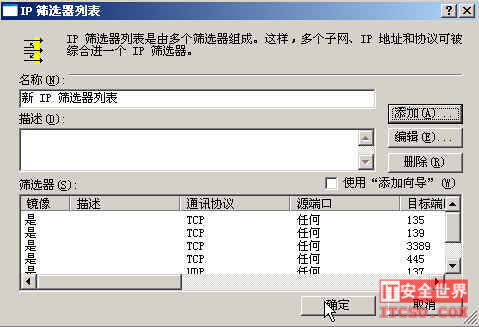 IP 筛选器列表
IP 筛选器列表是由多个筛选器组成。这样，多个子网、IP 地址和协议可被
综合进一个 IP 筛选器。
名称(N):
新 IP 筛选器列表
添加(A)...
描述(D):
编辑(E)...
删除(R)
筛选器(S):
使用“添加向导”(W)
镜像 描述 通讯协议 源端口 目标端
是 TCP 任何 135
是 TCP 任何 139
是 TCP 任何 3389
是 TCP 任何 445
是 UDP 任何 137
确定
取消
IT安全世界
ITCSO.COM